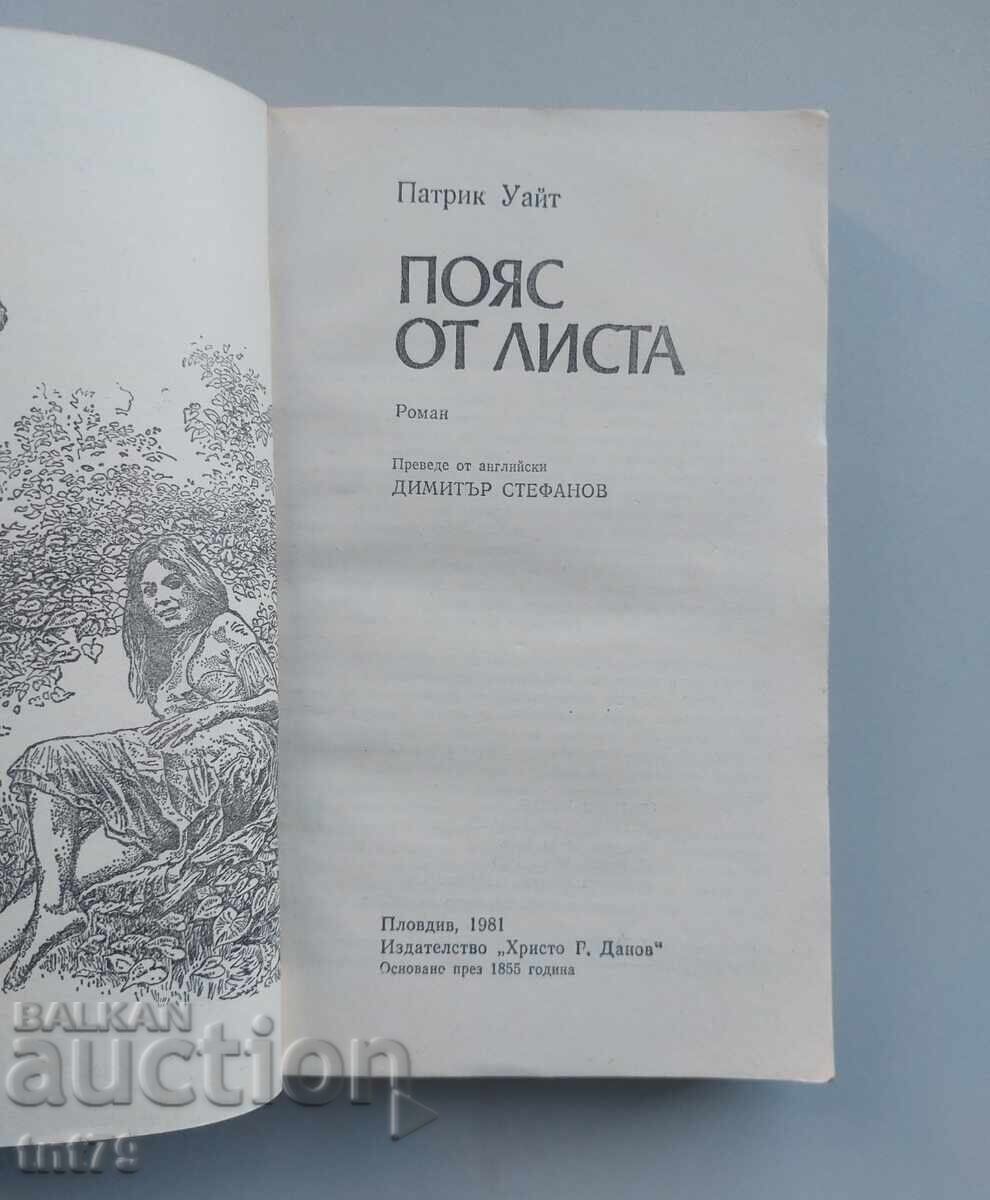 Патрик Уайт
ПОЯС
ОТ ЛИСТА
Роман
Преведе от английски
ДИМИТЪР СТЕФАНОВ
Пловдив, 1981
Издателство „Христо Г. Данов“
Основано през 1855 година
BALKAN
auction
tnt79